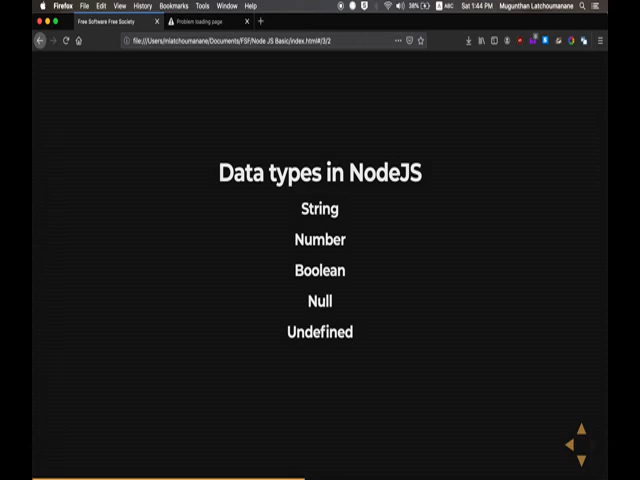 Firefox File Edit View History Bookmarks Tools Window Help 38% ABC Sat 1:44 PM Mugunthan Latchoumanane
Free Software Free Society Problem loading page
file:///Users/mlatchoumanane/Documents/FSF/Node JS Basic/index.html#/3/2
Data types in NodeJS
String
Number
Boolean
Null
Undefined